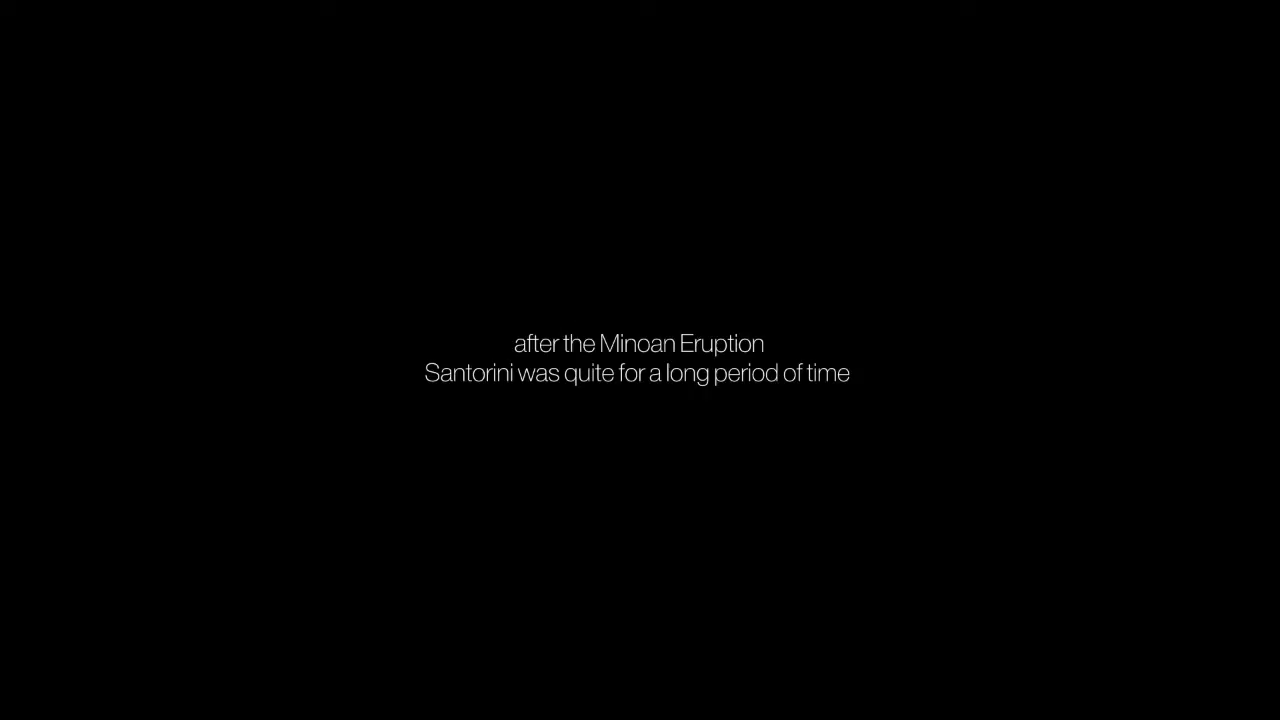 after the Minoan Eruption
Santorini was quite for a long period of time